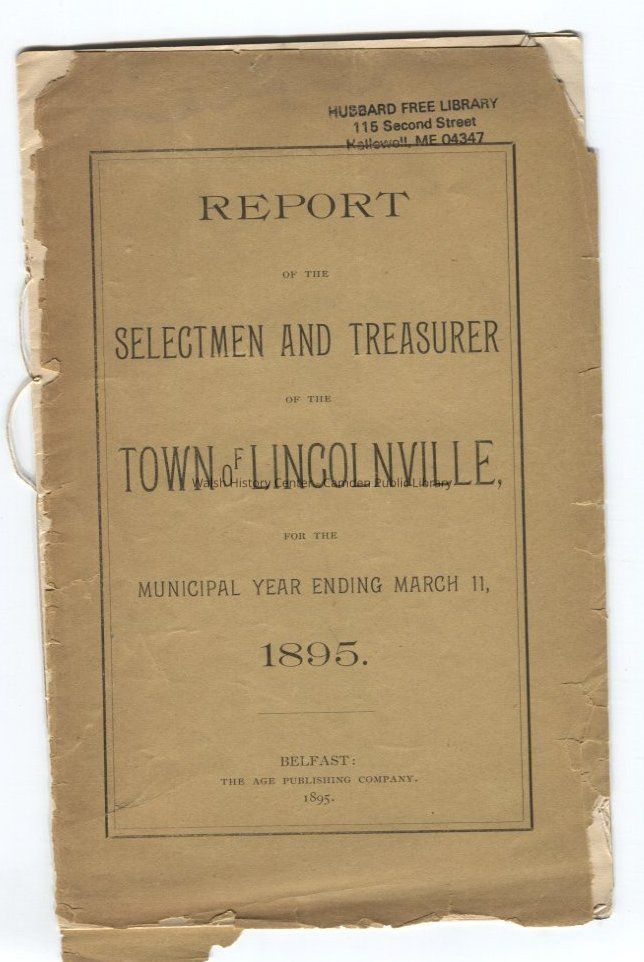 HUBBARD FREE LIBRARY
115 Second Street
Hallowell, ME 04347
REPORT
OF THE
SELECTMEN AND TREASURER
OF THE
TOWN OF LINCOLNVILLE,
Walsh History Center - Camden Public Library
FOR THE
MUNICIPAL YEAR ENDING MARCH 11,
1895.
BELFAST:
THE AGE PUBLISHING COMPANY.
1895.